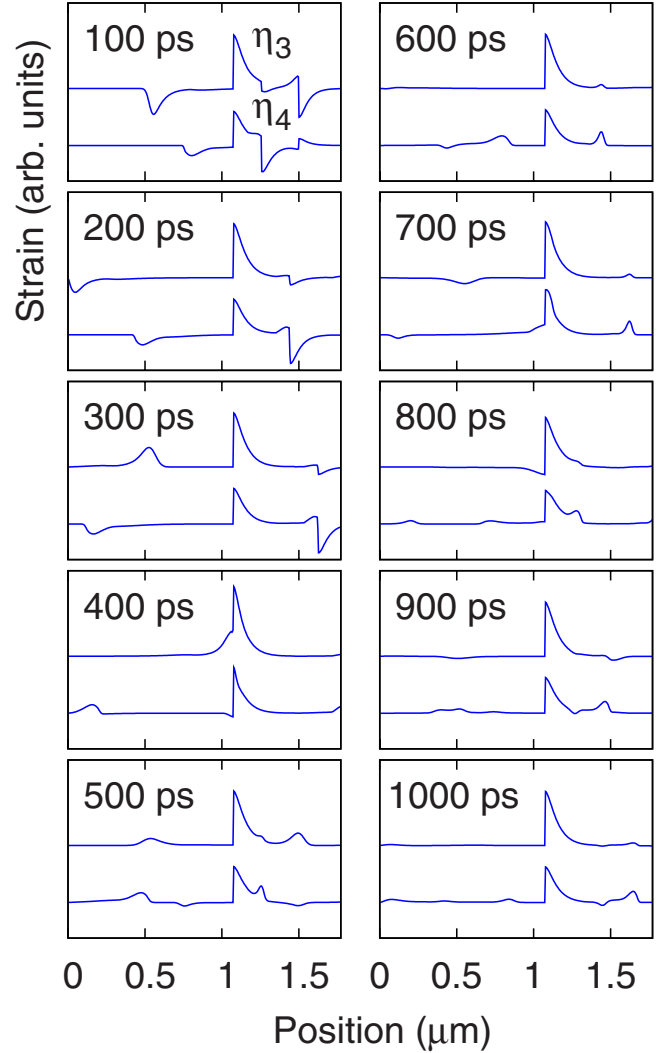 Strain (arb. units)
100 ps
η3
η4
200 ps
300 ps
400 ps
500 ps
600 ps
700 ps
800 ps
900 ps
1000 ps
0 0.5 1 1.5
0 0.5 1 1.5
Position (μm)